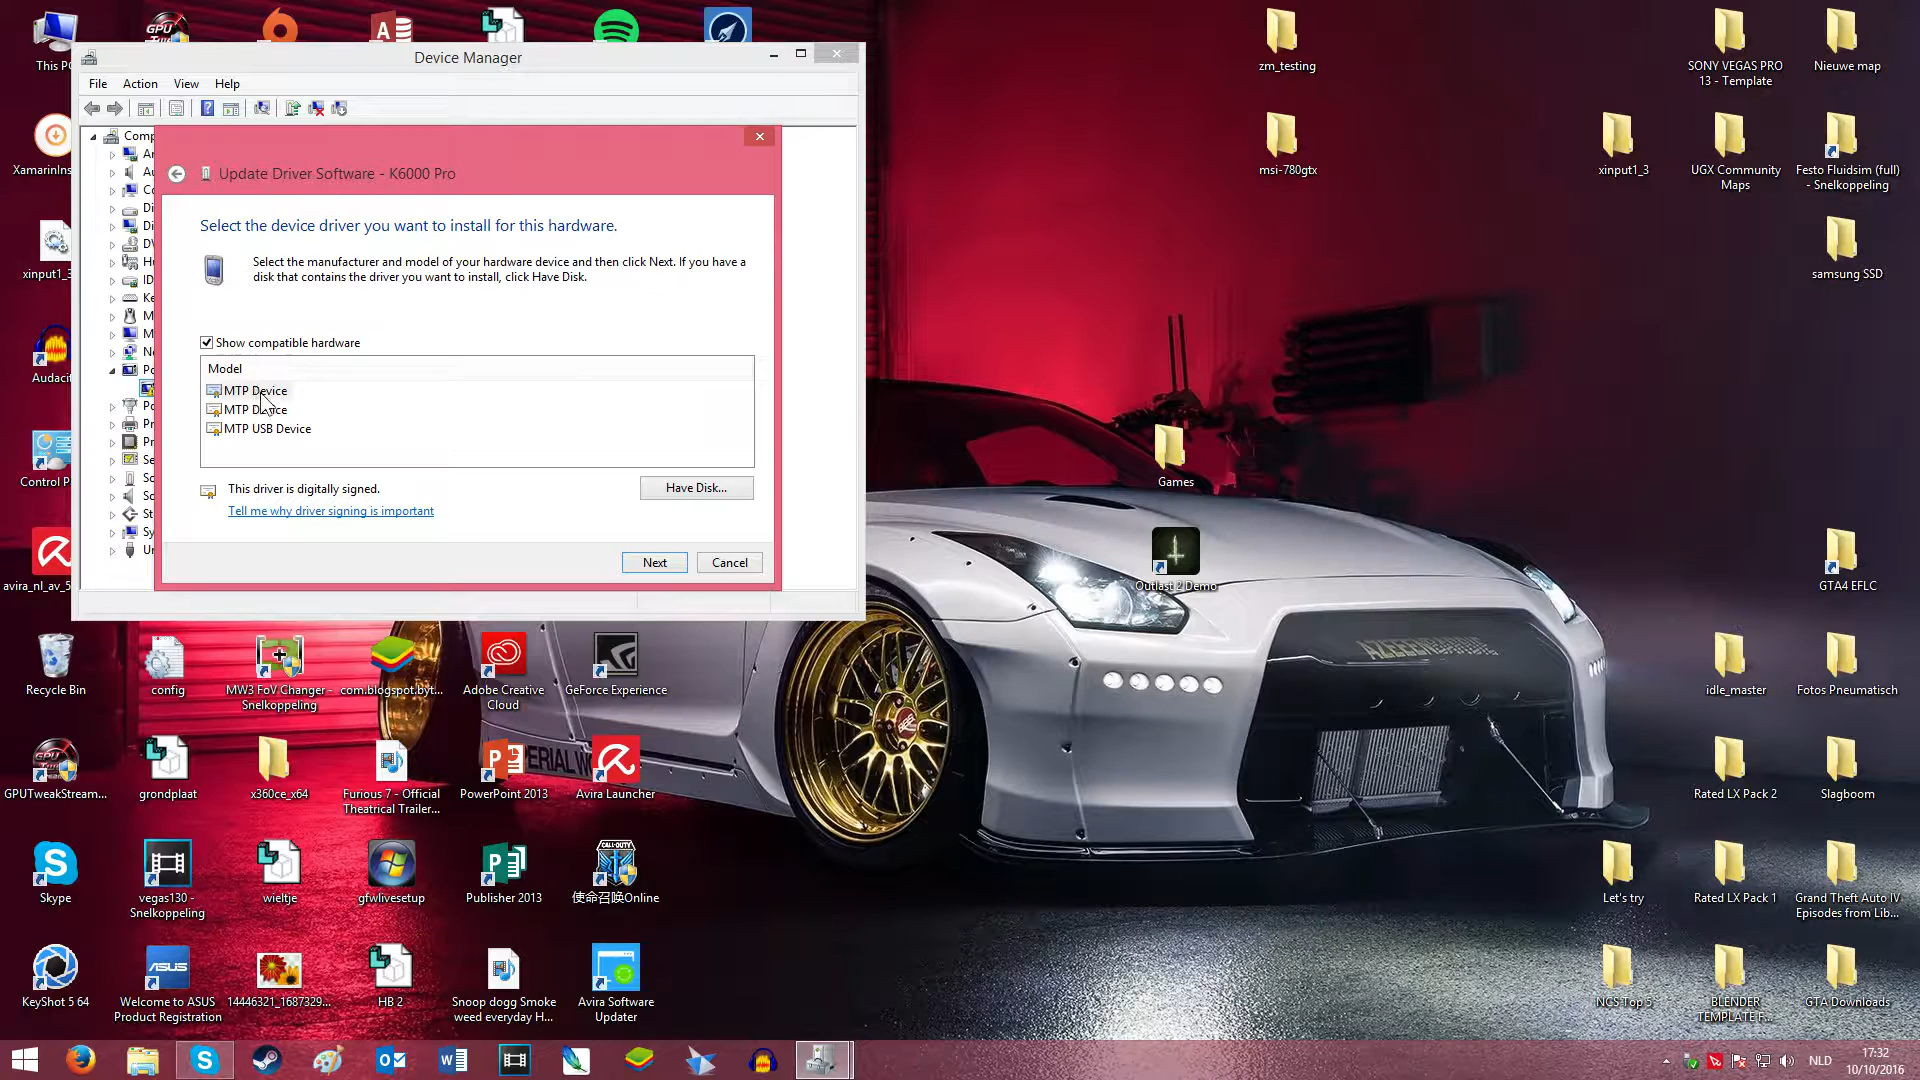 This PC
Device Manager
File Action View Help
Comp
Update Driver Software - K6000 Pro
Select the device driver you want to install for this hardware.
Select the manufacturer and model of your hardware device and then click Next. If you have a
disk that contains the driver you want to install, click Have Disk.
Show compatible hardware
Model
MTP Device
MTP Device
MTP USB Device
This driver is digitally signed.
Have Disk...
Tell me why driver signing is important
Next
Cancel
XamarinIns
xinput1_3
Audacit
Control P
avira_nl_av_5
Recycle Bin
config
MW3 FoV Changer -
Snelkoppeling
com.blogspot.byt...
Adobe Creative
Cloud
GeForce Experience
GPUTweakStream...
grondplaat
x360ce_x64
Furious 7 - Official
Theatrical Trailer...
PowerPoint 2013
Avira Launcher
Skype
vegas130 -
Snelkoppeling
wieltje
gfwlivesetup
Publisher 2013
使命召唤Online
KeyShot 5 64
Welcome to ASUS
Product Registration
14446321_1687329...
HB 2
Snoop dogg Smoke
weed everyday H...
Avira Software
Updater
zm_testing
msi-780gtx
Games
Outlast 2 Demo
SONY VEGAS PRO
13 - Template
Nieuwe map
xinput1_3
UGX Community
Maps
Festo Fluidsim (full)
- Snelkoppeling
samsung SSD
GTA4 EFLC
idle_master
Fotos Pneumatisch
Rated LX Pack 2
Slagboom
Let's try
Rated LX Pack 1
Grand Theft Auto IV
Episodes from Lib...
NCS Top 5
BLENDER
TEMPLATE F...
GTA Downloads
NLD
17:32
10/10/2016